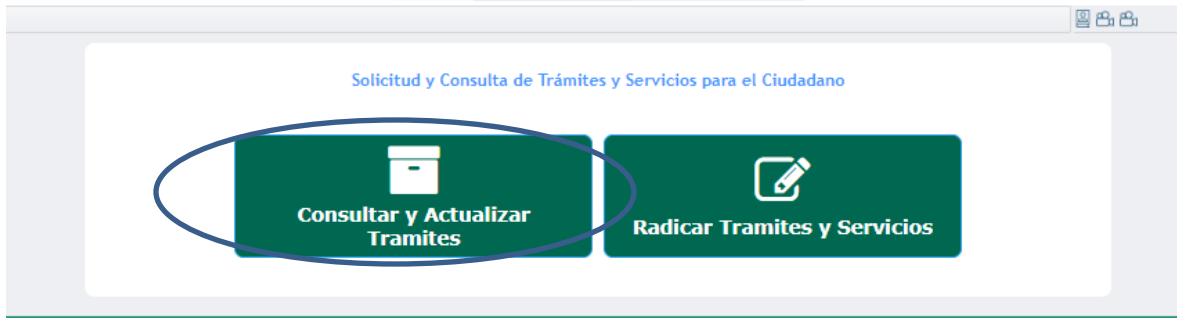 Solicitud y Consulta de Trámites y Servicios para el Ciudadano
Consultar y Actualizar
Tramites
Radicar Tramites y Servicios